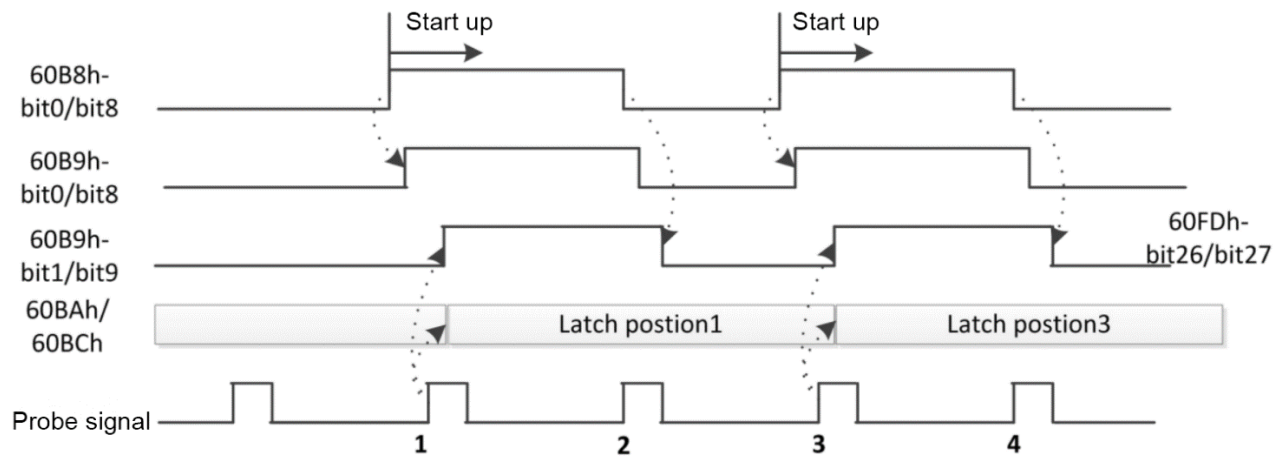 Start up
Start up
60B8h-
bit0/bit8
60B9h-
bit0/bit8
60B9h-
bit1/bit9
60FDh-
bit26/bit27
60BAh/
60BCh
Latch postion1
Latch postion3
Probe signal
1
2
3
4